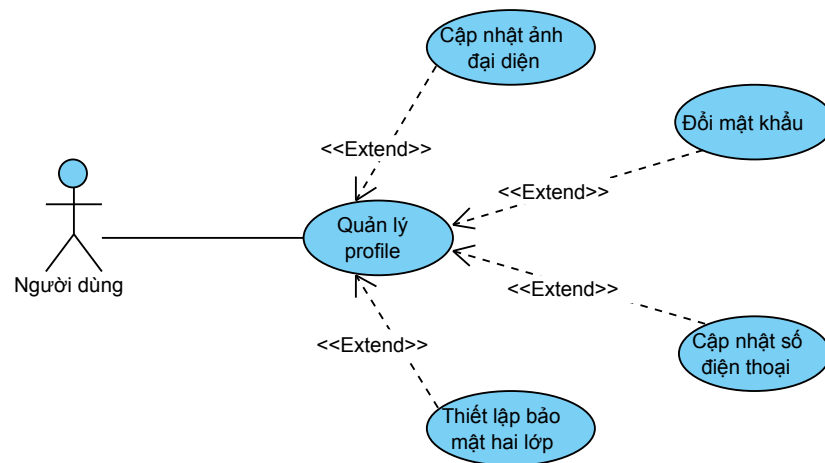 Cập nhật ảnh
đại diện
Đổi mật khẩu
<<Extend>>
<<Extend>>
Quản lý
profile
Người dùng
<<Extend>>
<<Extend>>
Cập nhật số
điện thoại
Thiết lập bảo
mật hai lớp